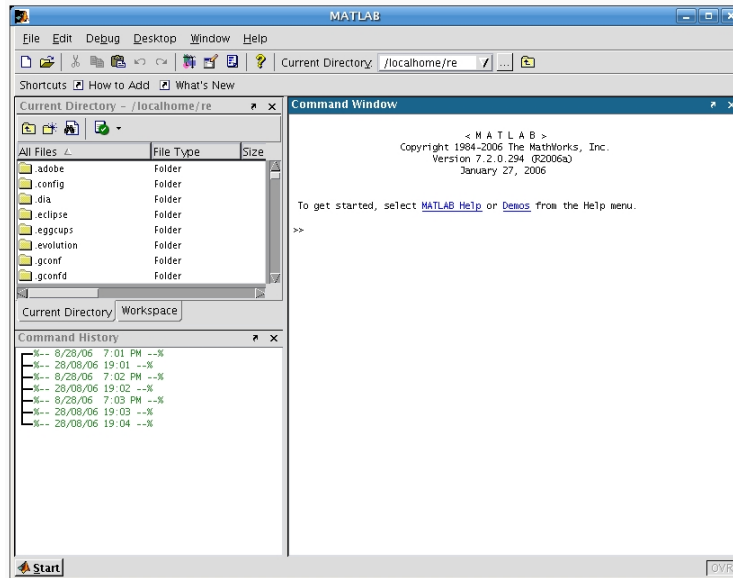 MATLAB
File Edit Debug Desktop Window Help
Current Directory: /localhome/re ...
Shortcuts How to Add What's New
Current Directory - /localhome/re
All Files File Type Size
.adobe Folder
.config Folder
.dia Folder
.eclipse Folder
.eggcups Folder
.evolution Folder
.gconf Folder
.gconfd Folder
Current Directory Workspace
Command History
%-- 8/28/06 7:01 PM --%
%-- 28/08/06 19:01 --%
%-- 8/28/06 7:02 PM --%
%-- 28/08/06 19:02 --%
%-- 8/28/06 7:03 PM --%
%-- 28/08/06 19:03 --%
%-- 28/08/06 19:04 --%
Command Window
< M A T L A B >
Copyright 1984-2006 The MathWorks, Inc.
Version 7.2.0.294 (R2006a)
January 27, 2006
To get started, select MATLAB Help or Demos from the Help menu.
>>
Start
OVR